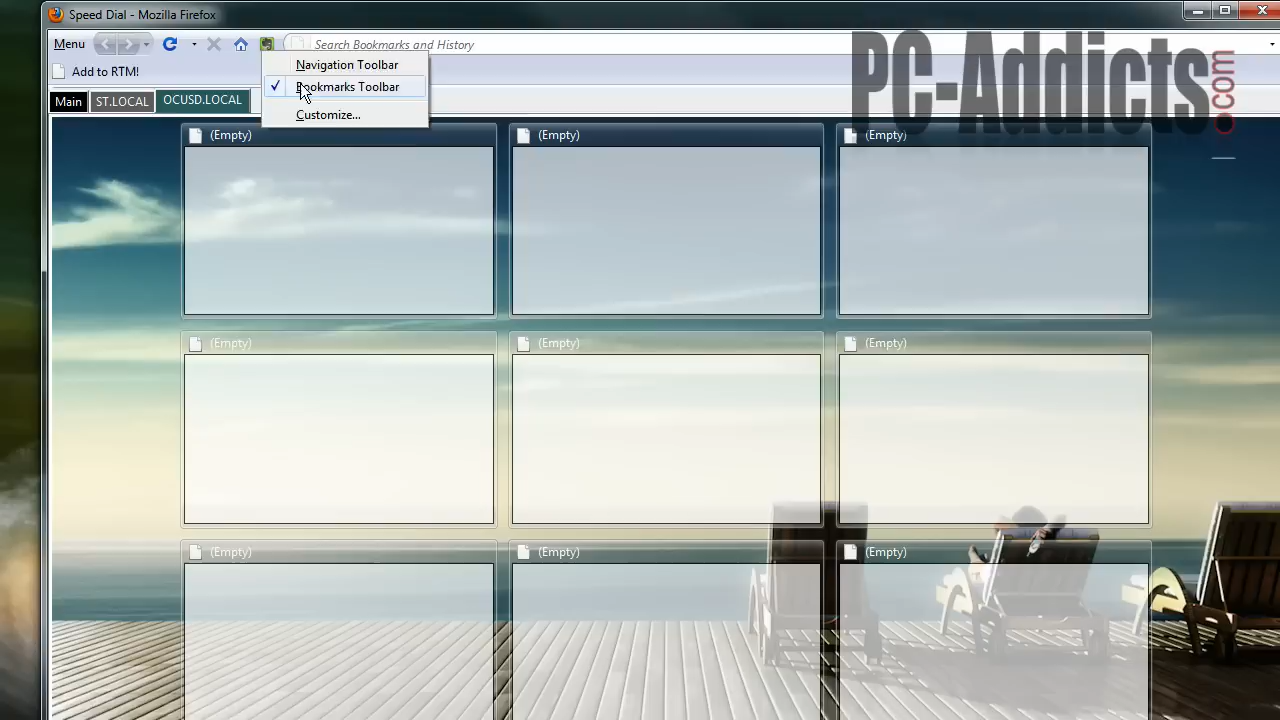 Speed Dial - Mozilla Firefox
Menu
Search Bookmarks and History
Navigation Toolbar
Add to RTM!
Bookmarks Toolbar
Main
ST.LOCAL
OCUSD.LOCAL
Customize...
PC-Addicts.com
(Empty)
(Empty)
(Empty)
(Empty)
(Empty)
(Empty)
(Empty)
(Empty)
(Empty)